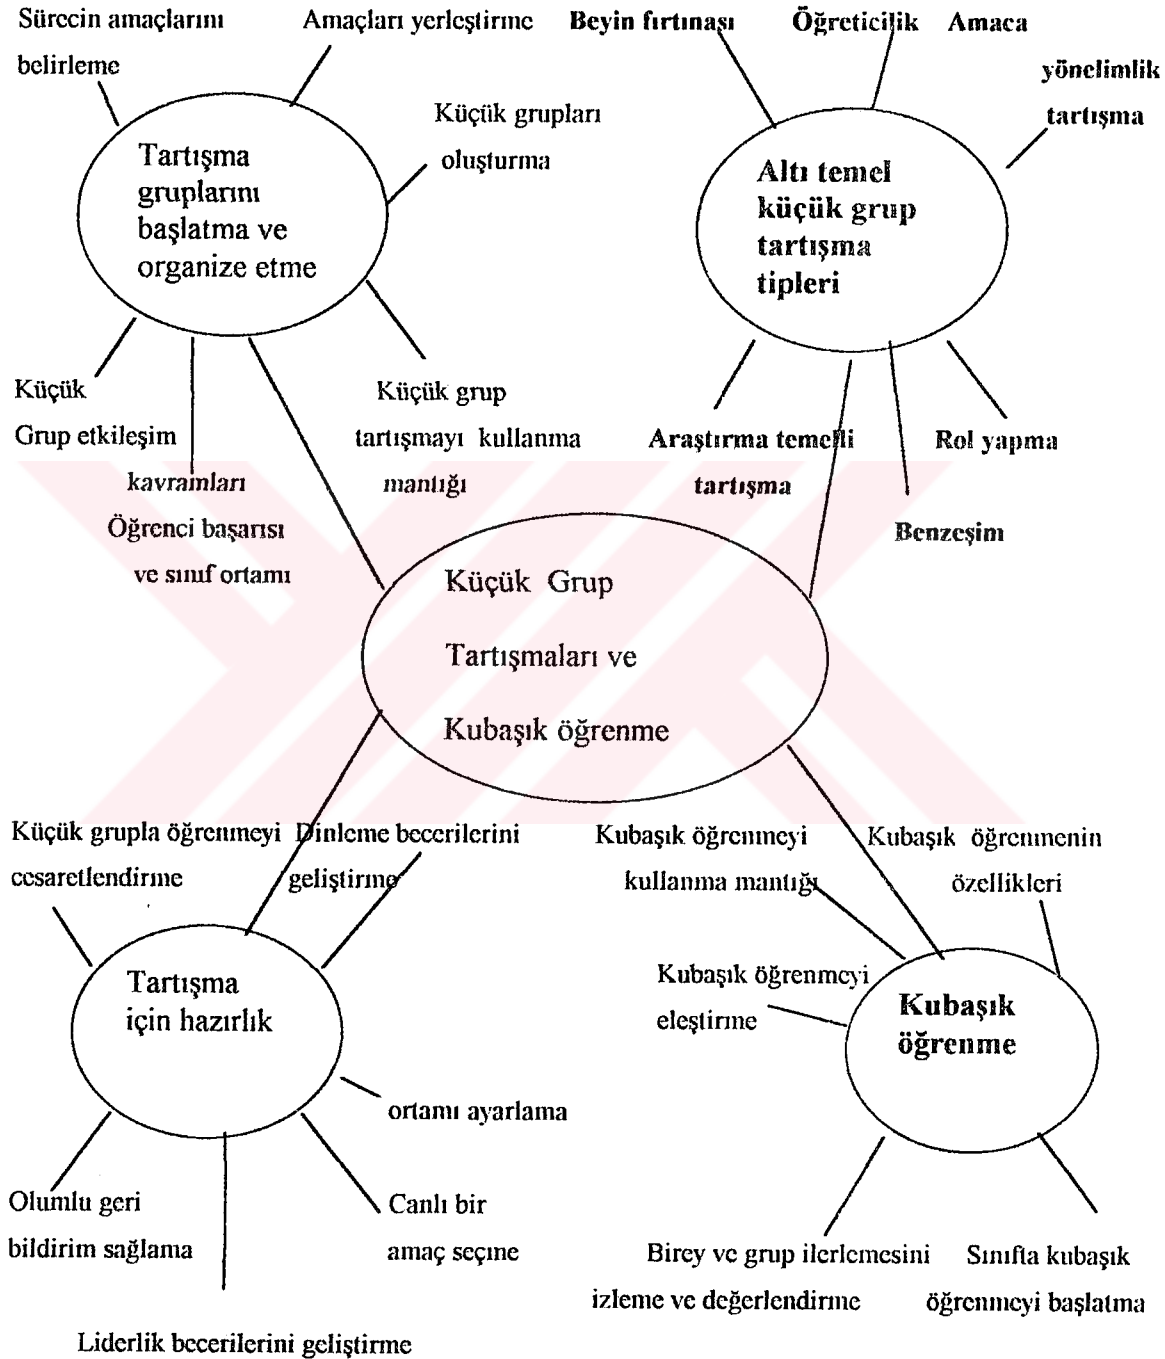 Sürecin amaçlarını
belirleme
Amaçları yerleştirme
Küçük grupları
oluşturma
Tartışma
gruplarını
başlatma ve
organize etme
Küçük
Grup etkileşim
kavramları
Öğrenci başarısı
ve sınıf ortamı
Küçük grup
tartışmayı kullanma
mantığı
Beyin fırtınası
Öğreticilik
Amaca
yönelimlik
tartışma
Altı temel
küçük grup
tartışma
tipleri
Araştırma temelli
tartışma
Rol yapma
Benzeşim
Küçük Grup
Tartışmaları ve
Kubaşık öğrenme
Küçük grupla öğrenmeyi
cesaretlendirme
Dinleme becerilerini
geliştirme
Tartışma
için hazırlık
ortamı ayarlama
Olumlu geri
bildirim sağlama
Canlı bir
amaç seçme
Liderlik becerilerini geliştirme
Kubaşık öğrenmeyi
kullanma mantığı
Kubaşık öğrenmenin
özellikleri
Kubaşık öğrenmeyi
eleştirme
Kubaşık
öğrenme
Birey ve grup ilerlemesini
izleme ve değerlendirme
Sınıfta kubaşık
öğrenmeyi başlatma